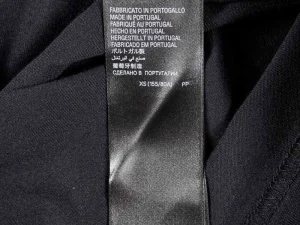 FABBRICATO IN PORTOGALLO
MADE IN PORTUGAL
FABRIQUÉ AU PORTUGAL
HECHO EN PORTUGAL
HERGESTELLT IN PORTUGAL
FABRICADO EM PORTUGAL
ポルトガル製
صنع في البرتغال
葡萄牙制造
СДЕЛАНО В ПОРТУГАЛИИ
XS (155/80A) PP